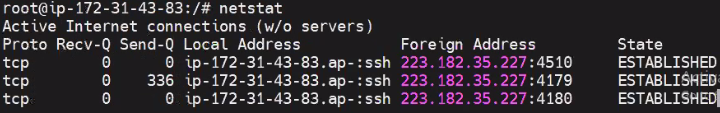 root@ip-172-31-43-83:/# netstat
Active Internet connections (w/o servers)
Proto Recv-Q Send-Q Local Address           Foreign Address         State
tcp        0      0 ip-172-31-43-83.ap-:ssh 223.182.35.227:4510     ESTABLISHED
tcp        0    336 ip-172-31-43-83.ap-:ssh 223.182.35.227:4179     ESTABLISHED
tcp        0      0 ip-172-31-43-83.ap-:ssh 223.182.35.227:4180     ESTABLISHED